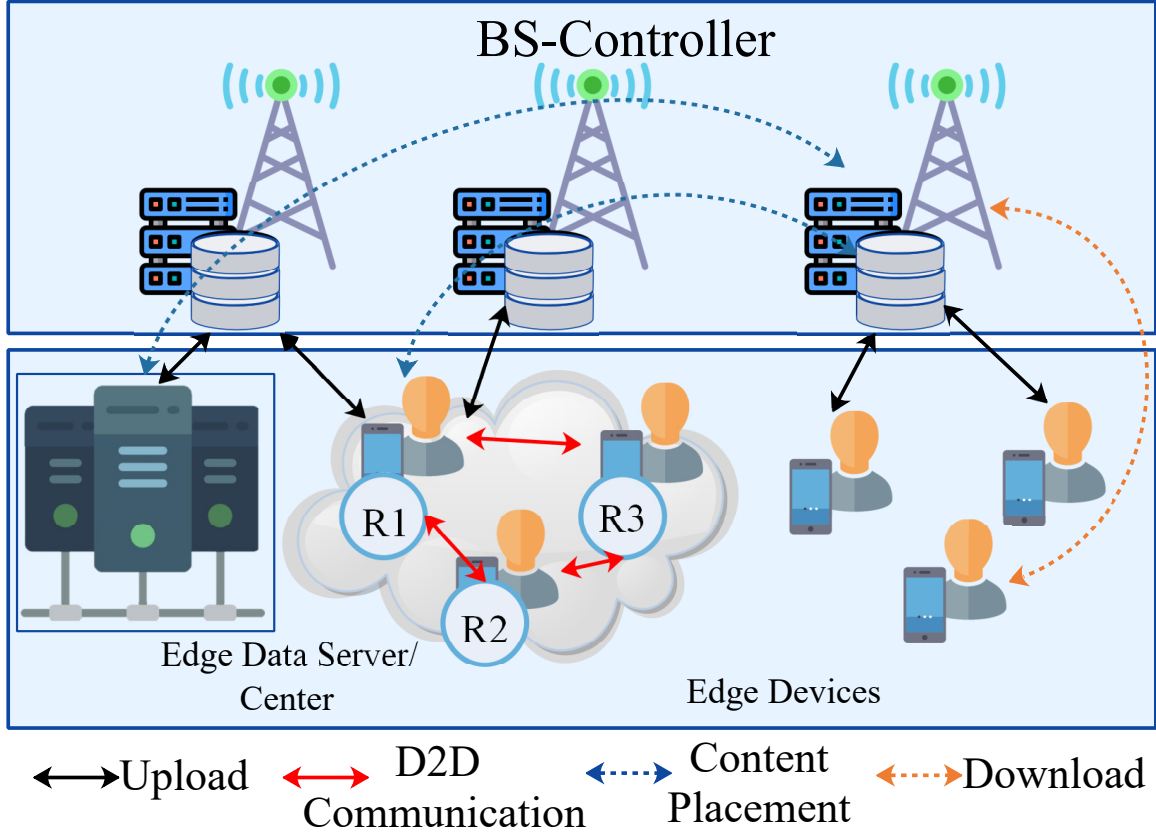 BS-Controller
R1
R3
R2
Edge Data Server/
Center
Edge Devices
Upload
D2D
Communication
Content
Placement
Download